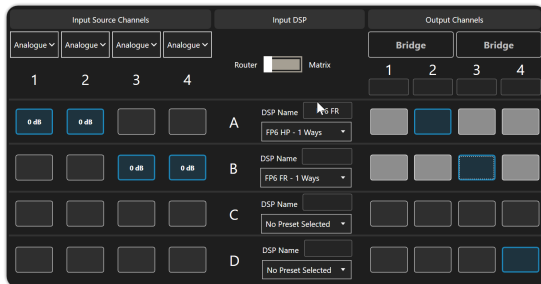 Input Source Channels Input DSP Output Channels
Analogue Analogue Analogue Analogue Bridge Bridge
Router Matrix
1 2 3 4 1 2 3 4
0 dB 0 dB A DSP Name FR
FP6 HP - 1 Ways
0 dB 0 dB B DSP Name
FP6 FR - 1 Ways
C DSP Name
No Preset Selected
D DSP Name
No Preset Selected